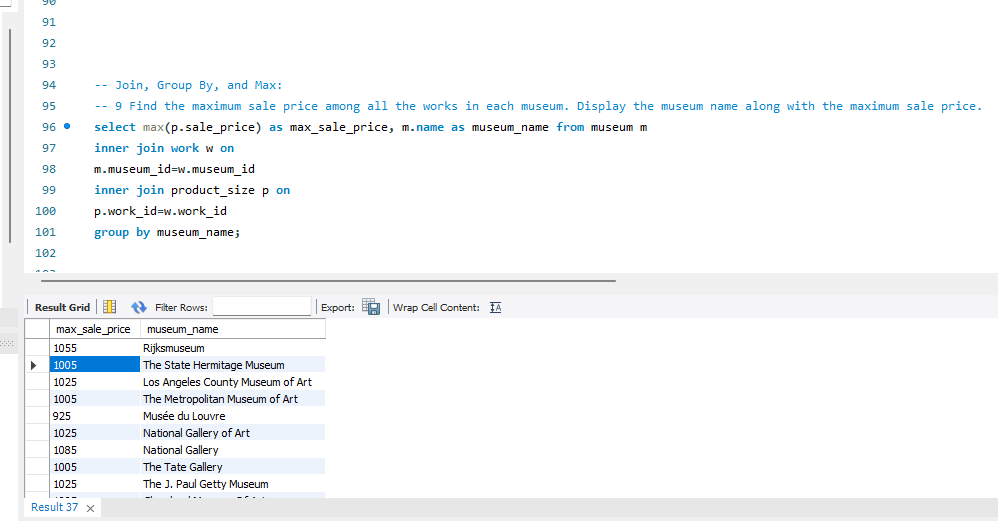 90
91
92
93
94 -- Join, Group By, and Max:
95 -- 9 Find the maximum sale price among all the works in each museum. Display the museum name along with the maximum sale price.
96 select max(p.sale_price) as max_sale_price, m.name as museum_name from museum m
97 inner join work w on
98 m.museum_id=w.museum_id
99 inner join product_size p on
100 p.work_id=w.work_id
101 group by museum_name;
102
Result Grid Filter Rows: Export: Wrap Cell Content:
max_sale_price museum_name
1055 Rijksmuseum
1005 The State Hermitage Museum
1025 Los Angeles County Museum of Art
1005 The Metropolitan Museum of Art
925 Musée du Louvre
1025 National Gallery of Art
1085 National Gallery
1005 The Tate Gallery
1025 The J. Paul Getty Museum
Result 37